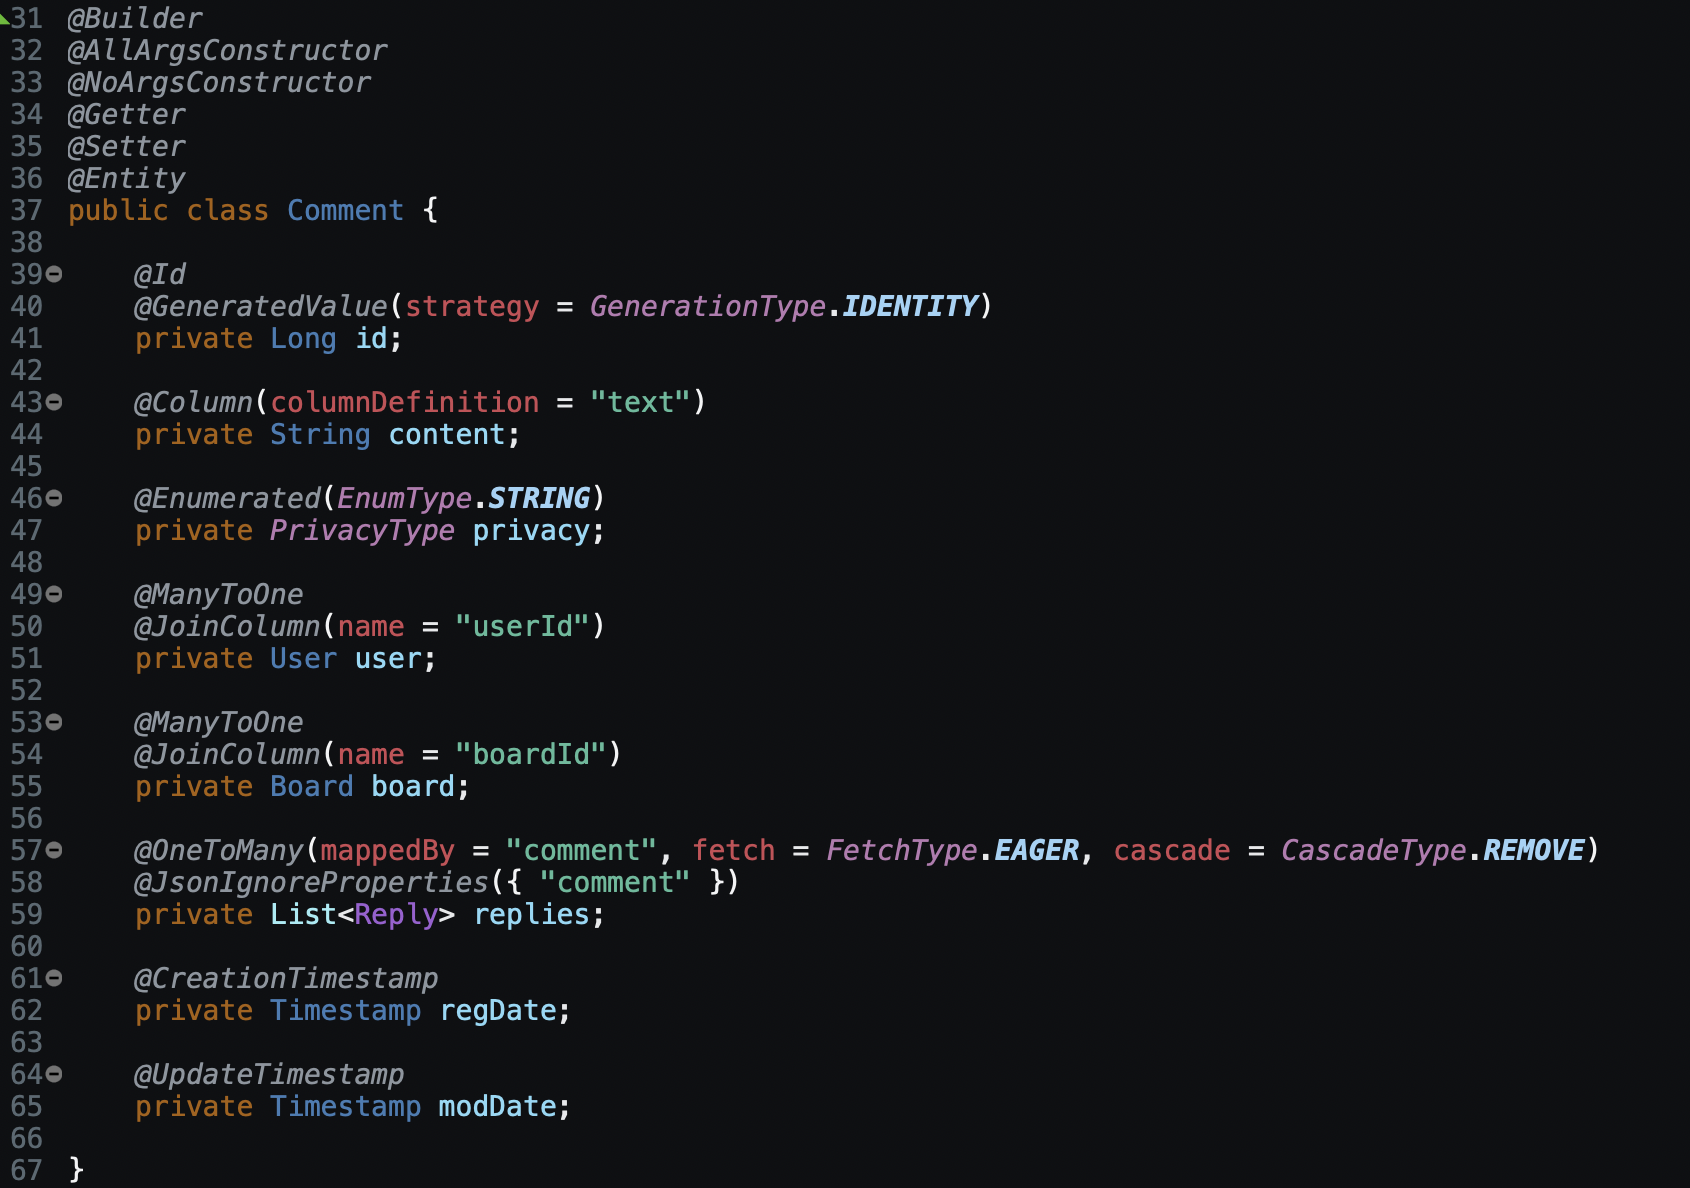 31 @Builder
32 @AllArgsConstructor
33 @NoArgsConstructor
34 @Getter
35 @Setter
36 @Entity
37 public class Comment {
38
39     @Id
40     @GeneratedValue(strategy = GenerationType.IDENTITY)
41     private Long id;
42
43     @Column(columnDefinition = "text")
44     private String content;
45
46     @Enumerated(EnumType.STRING)
47     private PrivacyType privacy;
48
49     @ManyToOne
50     @JoinColumn(name = "userId")
51     private User user;
52
53     @ManyToOne
54     @JoinColumn(name = "boardId")
55     private Board board;
56
57     @OneToMany(mappedBy = "comment", fetch = FetchType.EAGER, cascade = CascadeType.REMOVE)
58     @JsonIgnoreProperties({ "comment" })
59     private List<Reply> replies;
60
61     @CreationTimestamp
62     private Timestamp regDate;
63
64     @UpdateTimestamp
65     private Timestamp modDate;
66
67 }